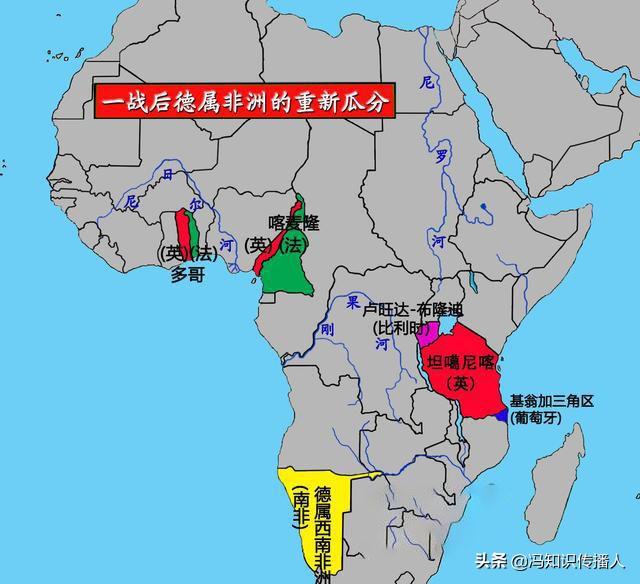 一战后德属非洲的重新瓜分
尼罗河
尼日尔河
喀麦隆
(英)(法)
(英)(法)
多哥
卢旺达-布隆迪
(比利时)
刚果河
坦噶尼喀
(英)
基翁加三角区
(葡萄牙)
德属西南非洲
(南非)
头条 @冯知识传播人